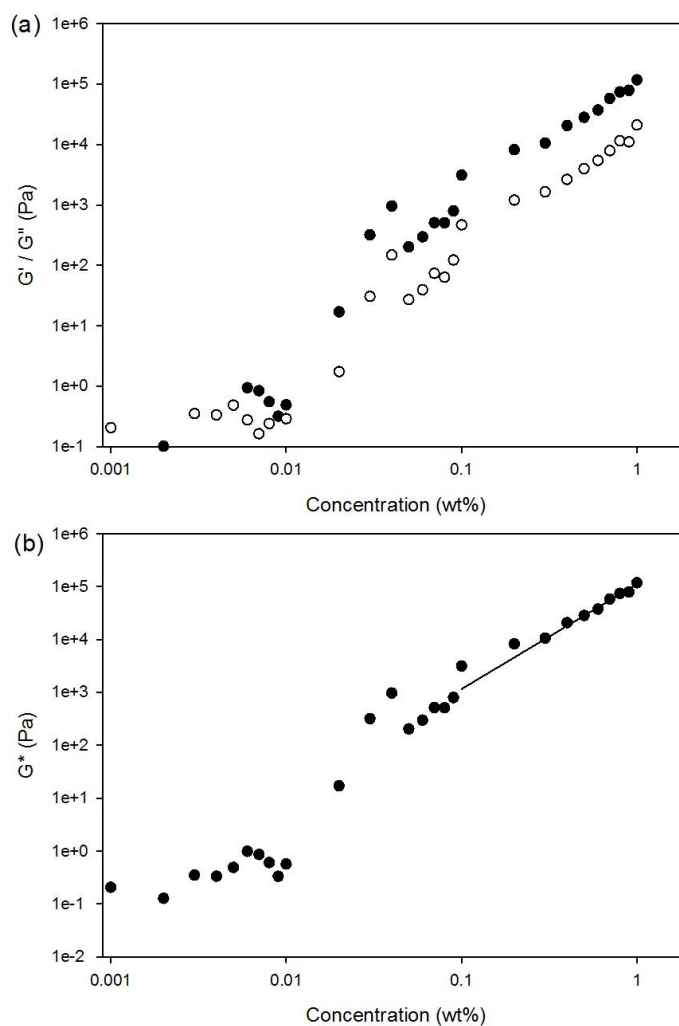 (a)
1e+6
1e+5
1e+4
1e+3
1e+2
1e+1
1e+0
1e-1
G' / G" (Pa)
0.001 0.01 0.1 1
Concentration (wt%)
(b)
1e+6
1e+5
1e+4
1e+3
1e+2
1e+1
1e+0
1e-1
1e-2
G* (Pa)
0.001 0.01 0.1 1
Concentration (wt%)